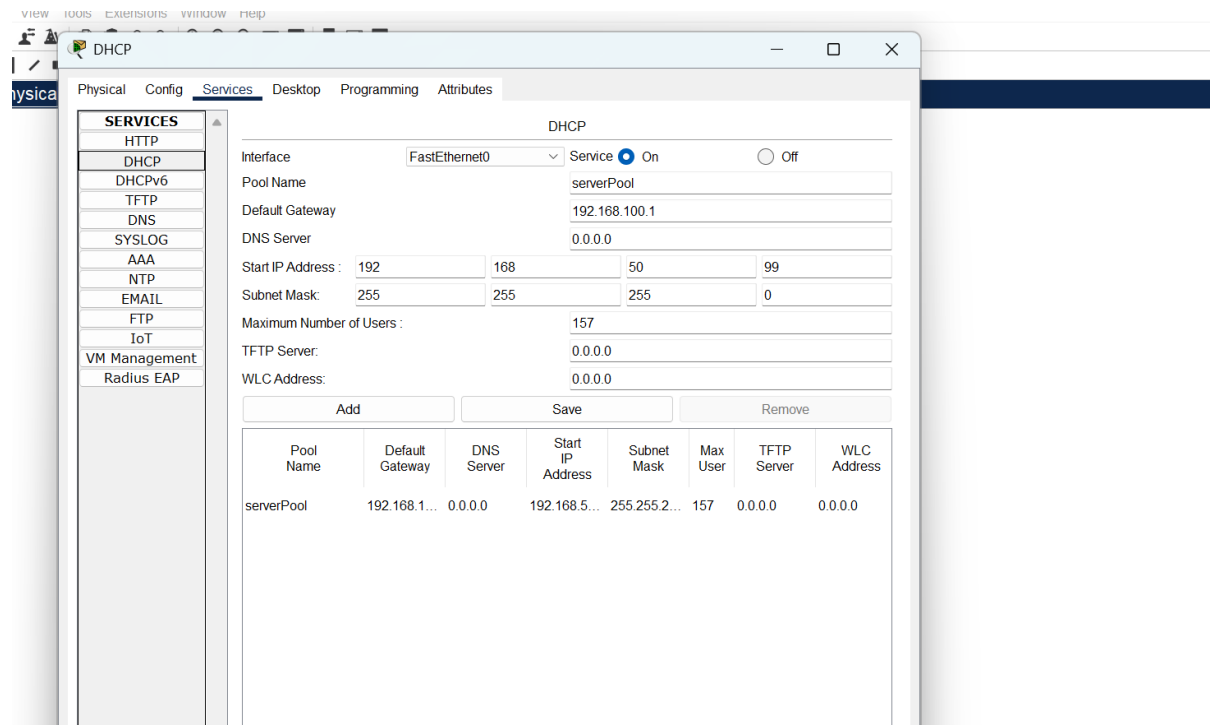 View Tools Extensions Window Help
DHCP
hysica
Physical Config Services Desktop Programming Attributes
SERVICES
HTTP
DHCP
DHCPv6
TFTP
DNS
SYSLOG
AAA
NTP
EMAIL
FTP
IoT
VM Management
Radius EAP
DHCP
Interface FastEthernet0 Service On Off
Pool Name serverPool
Default Gateway 192.168.100.1
DNS Server 0.0.0.0
Start IP Address : 192 168 50 99
Subnet Mask: 255 255 255 0
Maximum Number of Users : 157
TFTP Server: 0.0.0.0
WLC Address: 0.0.0.0
Add Save Remove
Pool Name Default Gateway DNS Server Start IP Address Subnet Mask Max User TFTP Server WLC Address
serverPool 192.168.1... 0.0.0.0 192.168.5... 255.255.2... 157 0.0.0.0 0.0.0.0